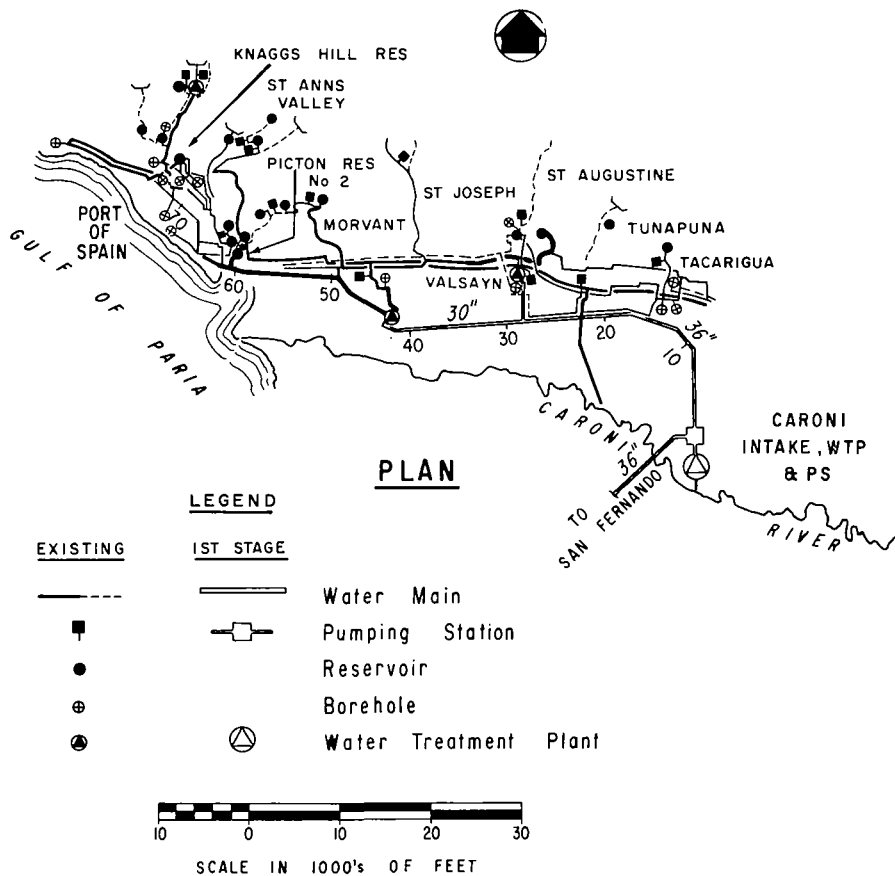 KNAGGS HILL RES
ST ANNS
VALLEY
PICTON RES
No 2
MORVANT
ST JOSEPH
ST AUGUSTINE
TUNAPUNA
TACARIGUA
PORT
OF
SPAIN
70
60
50
VALSAYN
30"
40
30
20
36"
10
GULF OF PARIA
CARONI
RIVER
36"
TO
SAN FERNANDO
CARONI
INTAKE, WTP
& PS
PLAN
LEGEND
EXISTING 1ST STAGE
Water Main
Pumping Station
Reservoir
Borehole
Water Treatment Plant
10 0 10 20 30
SCALE IN 1000's OF FEET